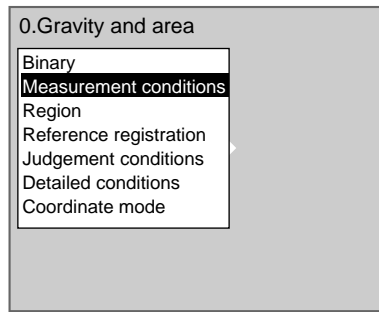 0.Gravity and area
Binary
Measurement conditions
Region
Reference registration
Judgement conditions
Detailed conditions
Coordinate mode